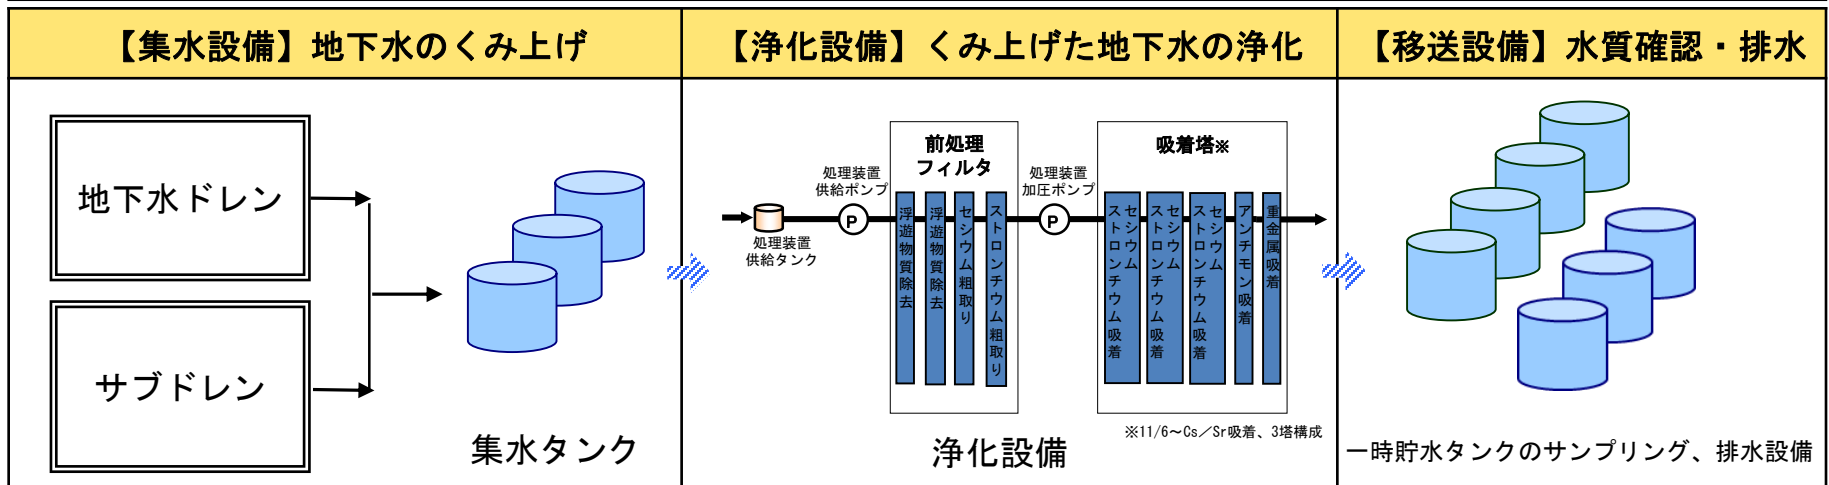 【集水設備】地下水のくみ上げ
【浄化設備】くみ上げた地下水の浄化
【移送設備】水質確認・排水
地下水ドレン
サブドレン
集水タンク
処理装置
供給タンク
処理装置
供給ポンプ
P
前処理
フィルタ
浮遊物質除去
浮遊物質除去
セシウム粗取り
ストロンチウム粗取り
処理装置
加圧ポンプ
P
吸着塔※
セシウム
ストロンチウム吸着
セシウム
ストロンチウム吸着
セシウム
ストロンチウム吸着
アンチモン吸着
重金属吸着
※11/6~Cs/Sr吸着、3塔構成
浄化設備
一時貯水タンクのサンプリング、排水設備